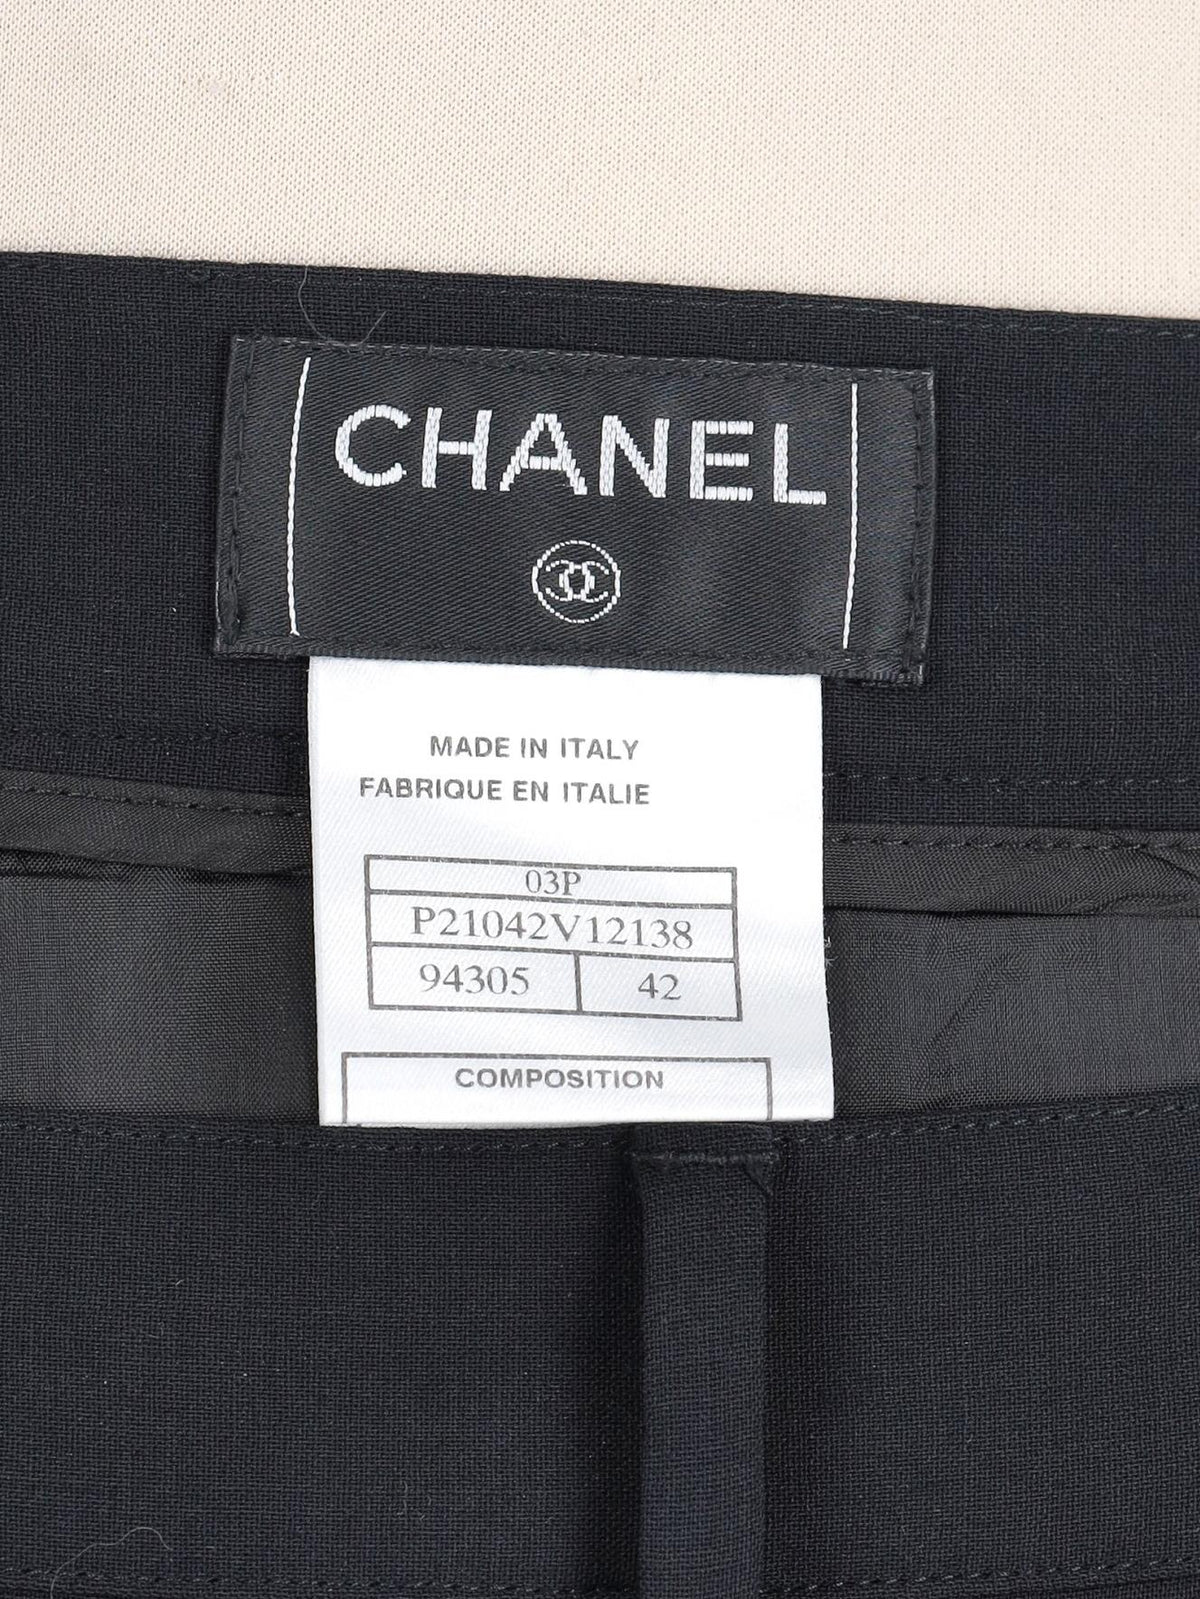 CHANEL
MADE IN ITALY
FABRIQUE EN ITALIE
03P
P21042V12138
94305 42
COMPOSITION